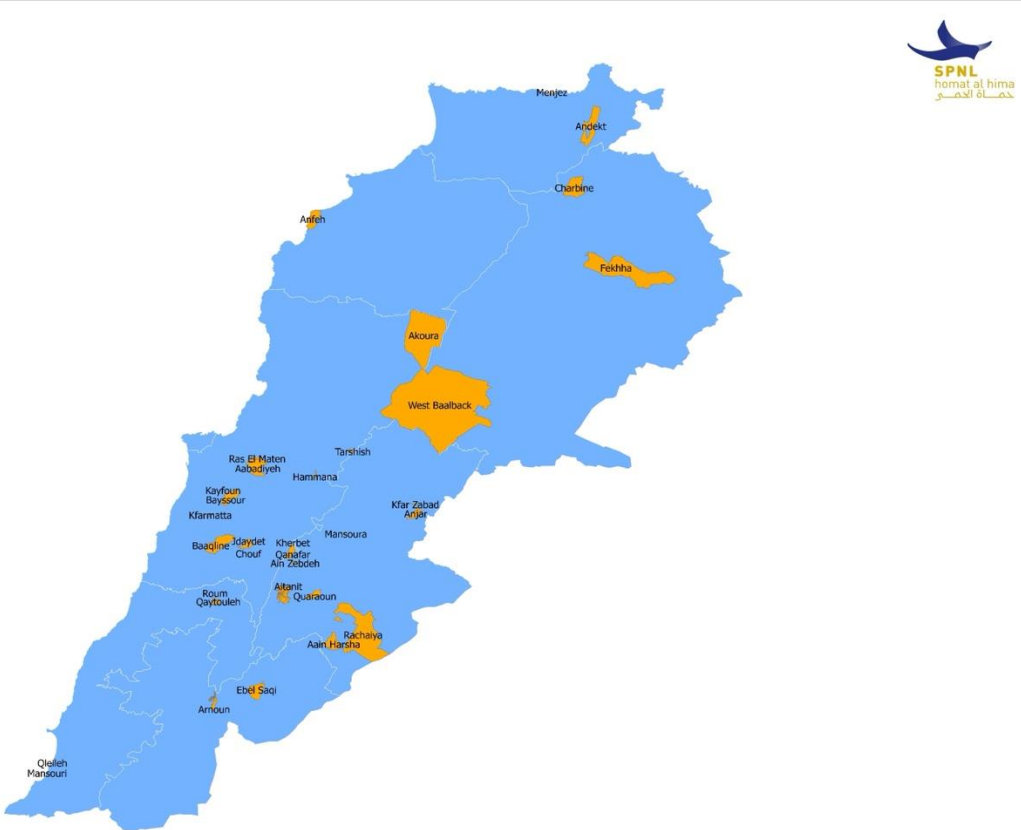 SPNL
homat al hima
حماة الحمى
Menjez
Andekt
Charbine
Anfeh
Fekhha
Akoura
West Baalback
Tarshish
Ras El Maten
Aabadiyeh
Hammana
Kayfoun
Bayssour
Kfar Zabad
Anjar
Kfarmatta
Mansoura
Baaqline
Jdaydet
Chouf
Kherbet
Qanafar
Ain Zebdeh
Aitanit
Quaraoun
Roum
Qaytouleh
Rachaiya
Aain Harsha
Ebel Saqi
Arnoun
Qleileh
Mansouri